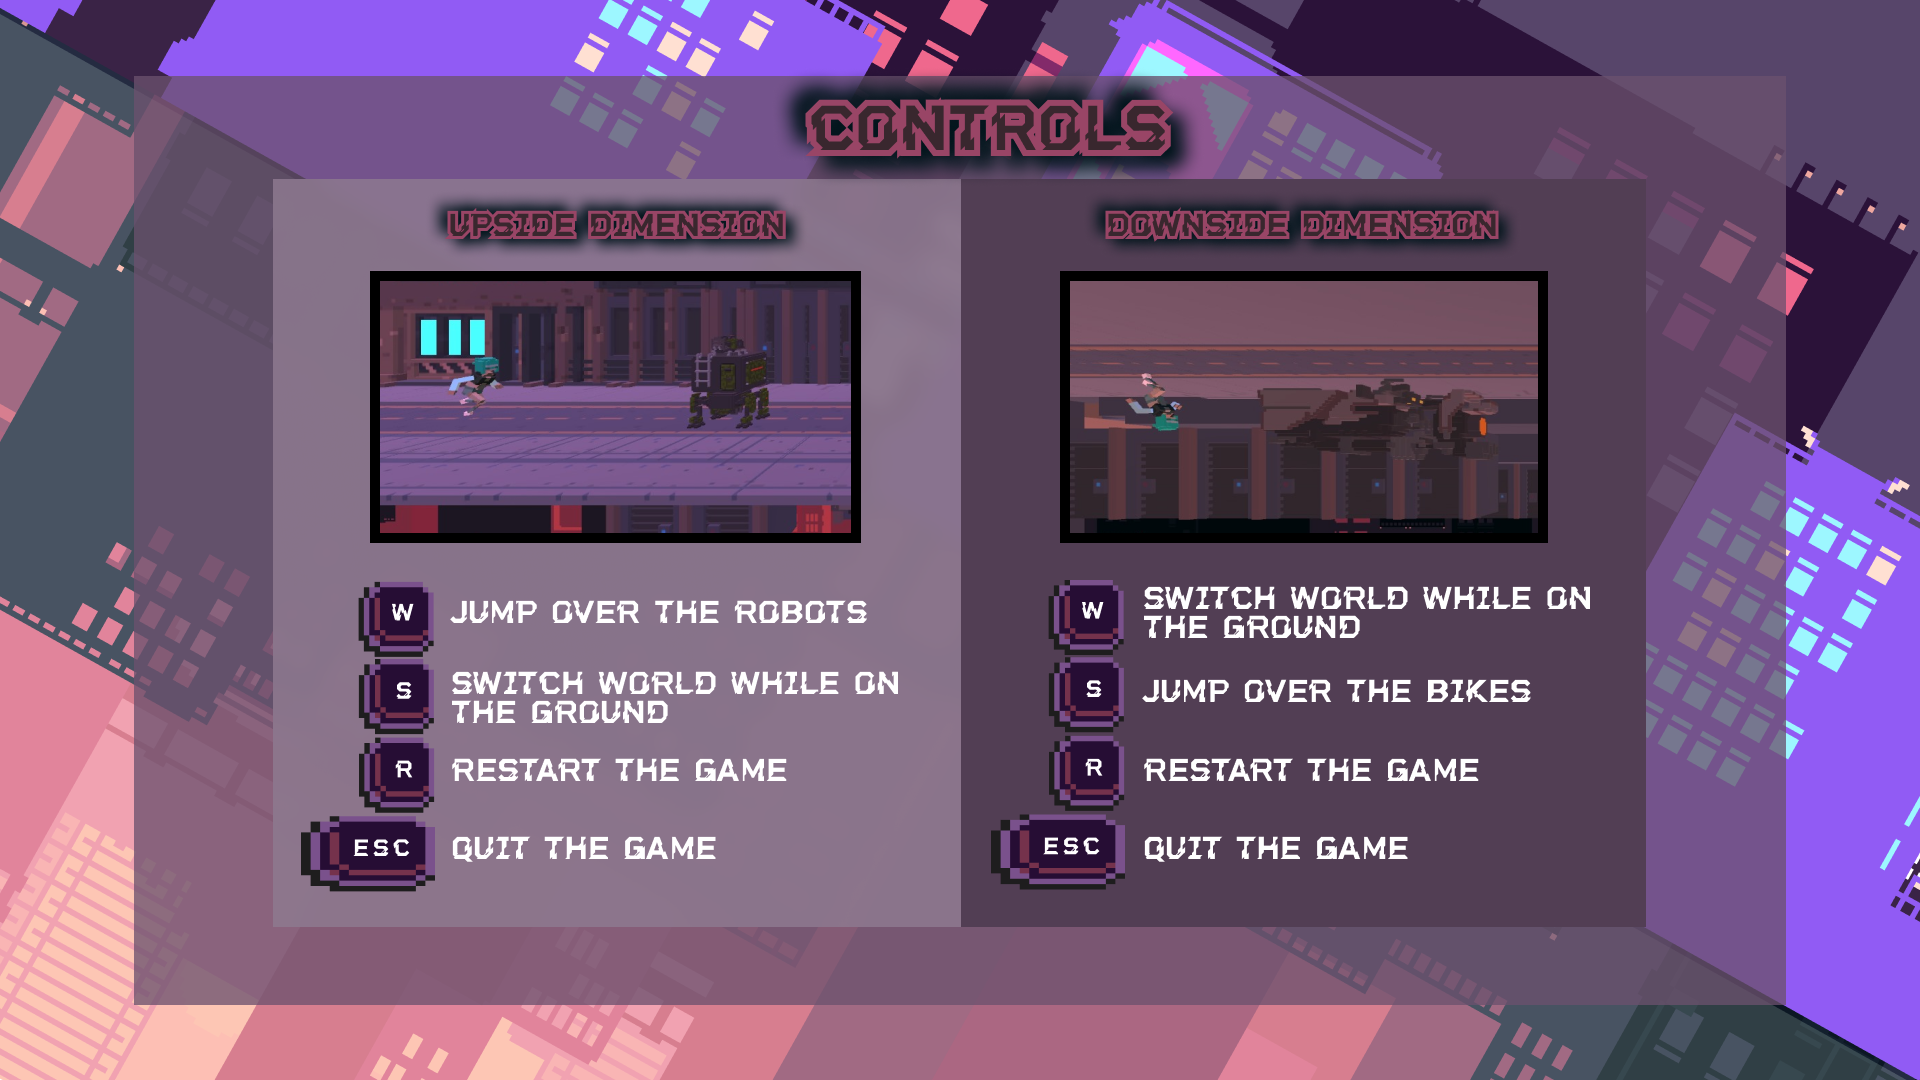 CONTROLS
UPSIDE DIMENSION
W JUMP OVER THE ROBOTS
S SWITCH WORLD WHILE ON
THE GROUND
R RESTART THE GAME
ESC QUIT THE GAME
DOWNSIDE DIMENSION
W SWITCH WORLD WHILE ON
THE GROUND
S JUMP OVER THE BIKES
R RESTART THE GAME
ESC QUIT THE GAME